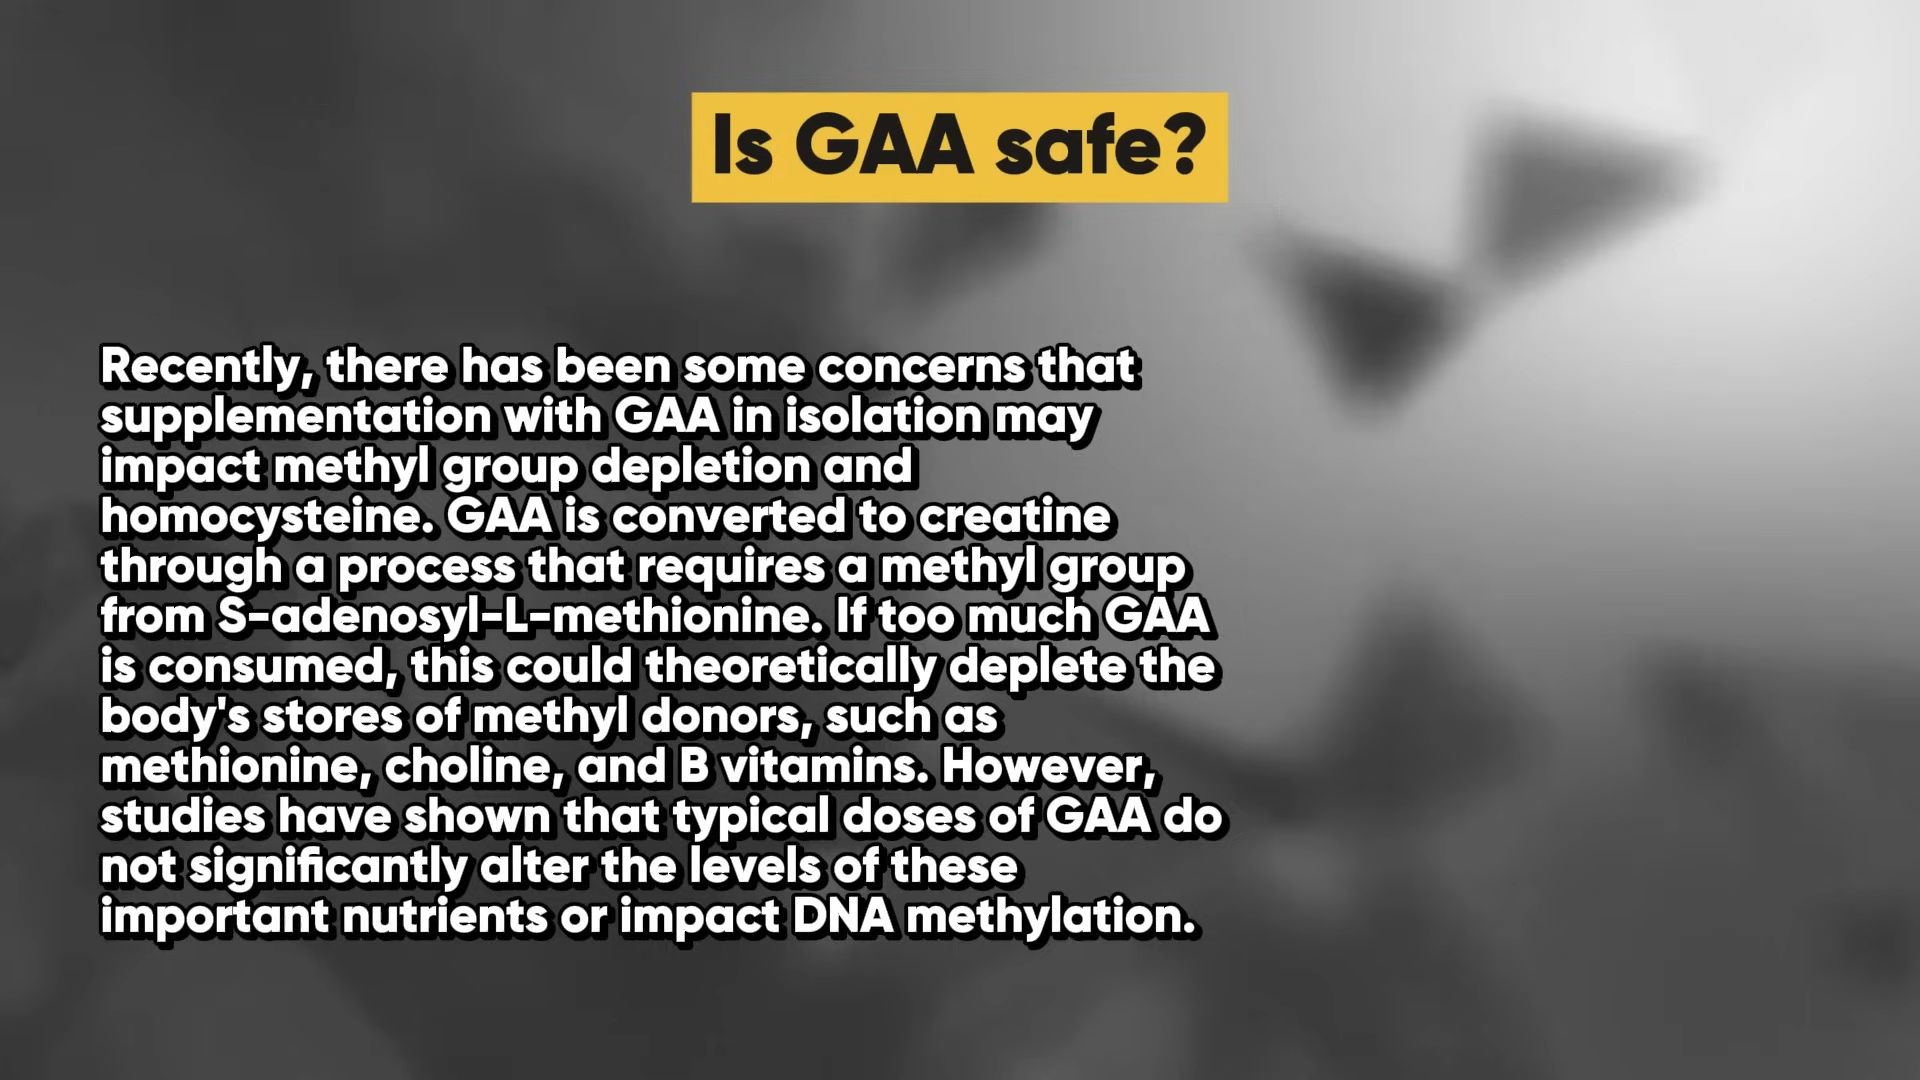 Is GAA safe?
Recently, there has been some concerns that
supplementation with GAA in isolation may
impact methyl group depletion and
homocysteine. GAA is converted to creatine
through a process that requires a methyl group
from S-adenosyl-L-methionine. If too much GAA
is consumed, this could theoretically deplete the
body's stores of methyl donors, such as
methionine, choline, and B vitamins. However,
studies have shown that typical doses of GAA do
not significantly alter the levels of these
important nutrients or impact DNA methylation.